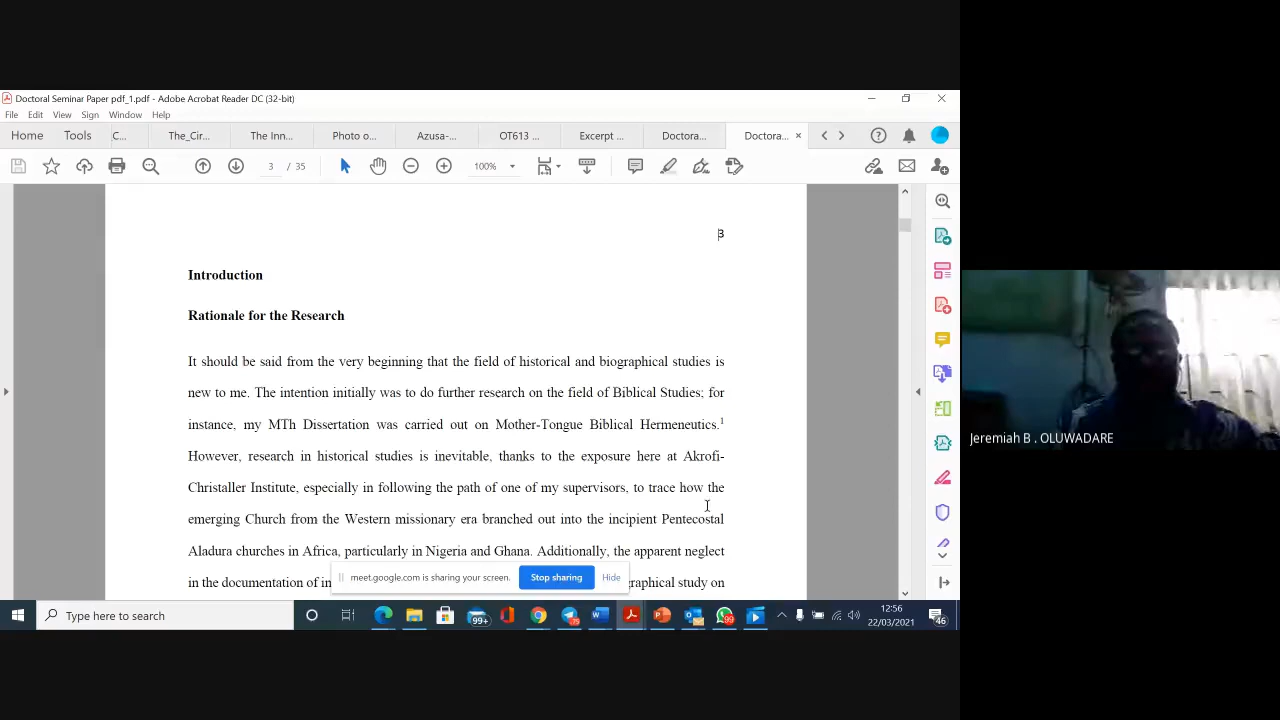 Doctoral Seminar Paper pdf_1.pdf - Adobe Acrobat Reader DC (32-bit)
File Edit View Sign Window Help
Home Tools C... The_Cir... The Inn... Photo o... Azusa-... OT613 ... Excerpt ... Doctora... Doctora... ×
3 / 35 100%
3
Introduction
Rationale for the Research
It should be said from the very beginning that the field of historical and biographical studies is
new to me. The intention initially was to do further research on the field of Biblical Studies; for
instance, my MTh Dissertation was carried out on Mother-Tongue Biblical Hermeneutics.1
However, research in historical studies is inevitable, thanks to the exposure here at Akrofi-
Christaller Institute, especially in following the path of one of my supervisors, to trace how the
emerging Church from the Western missionary era branched out into the incipient Pentecostal
Aladura churches in Africa, particularly in Nigeria and Ghana. Additionally, the apparent neglect
in the documentation of in graphical study on
meet.google.com is sharing your screen. Stop sharing Hide
Jeremiah B . OLUWADARE
Type here to search
99+
99
12:56
22/03/2021
46